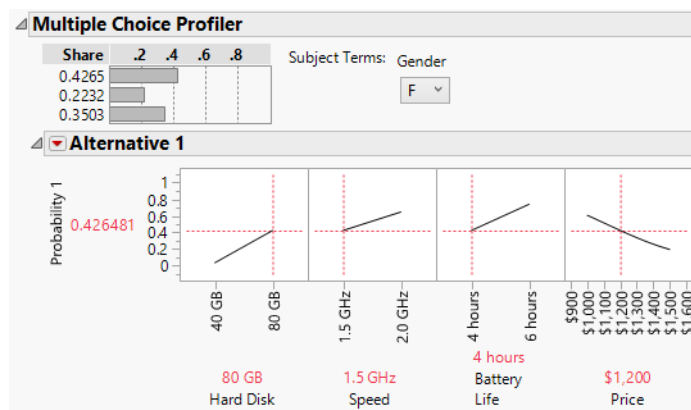 Multiple Choice Profiler
Share .2 .4 .6 .8
0.4265
0.2232
0.3503
Subject Terms: Gender
F
Alternative 1
Probability 1
0.426481
1
0.8
0.6
0.4
0.2
0
40 GB
80 GB
1.5 GHz
2.0 GHz
4 hours
6 hours
$900
$1,000
$1,100
$1,200
$1,300
$1,400
$1,500
$1,600
80 GB
Hard Disk
1.5 GHz
Speed
4 hours
Battery
Life
$1,200
Price